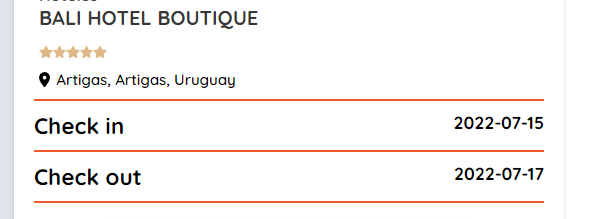 BALI HOTEL BOUTIQUE
Artigas, Artigas, Uruguay
Check in 2022-07-15
Check out 2022-07-17